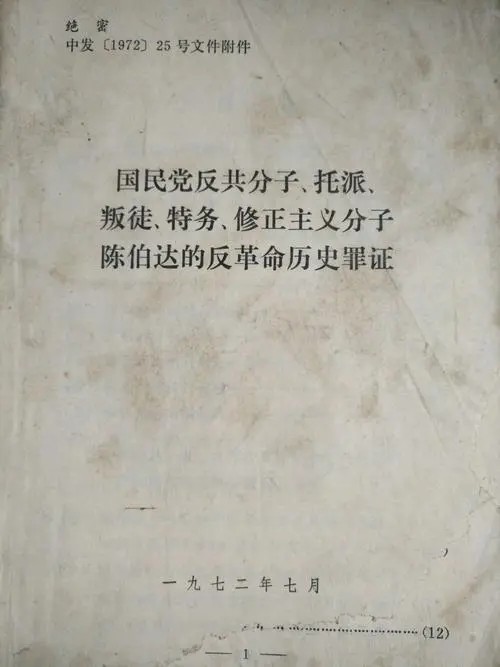 绝 密
中发〔1972〕25号文件附件
国民党反共分子、托派、
叛徒、特务、修正主义分子
陈伯达的反革命历史罪证
一九七二年七月
……………………(12)
— 1 —